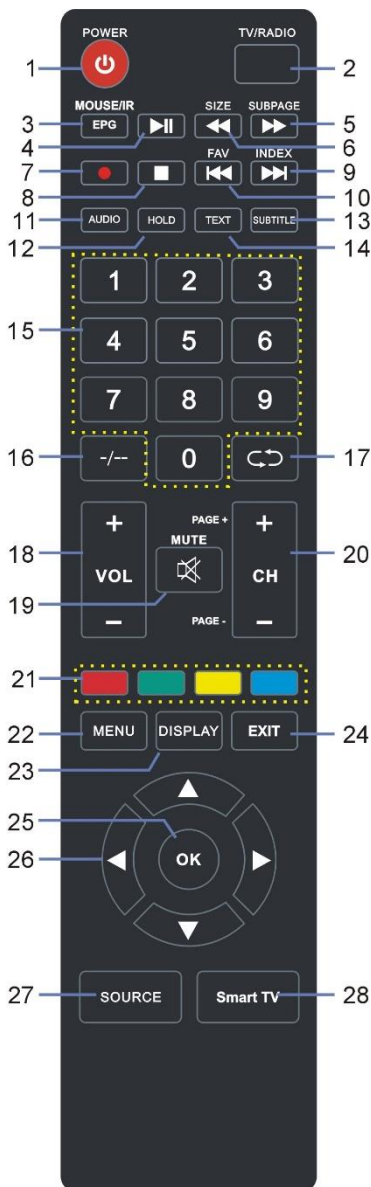 POWER TV/RADIO
1 2
MOUSE/IR SIZE SUBPAGE
3 EPG 5
4 6
7 FAV INDEX 9
8 10
11 AUDIO HOLD TEXT SUBTITLE 13
12 14
1 2 3
15 4 5 6
7 8 9
16 -/-- 0 17
+ PAGE + +
18 VOL MUTE CH 20
19
- PAGE - -
21
22 MENU DISPLAY EXIT 24
23
25
26 OK
27 SOURCE Smart TV 28